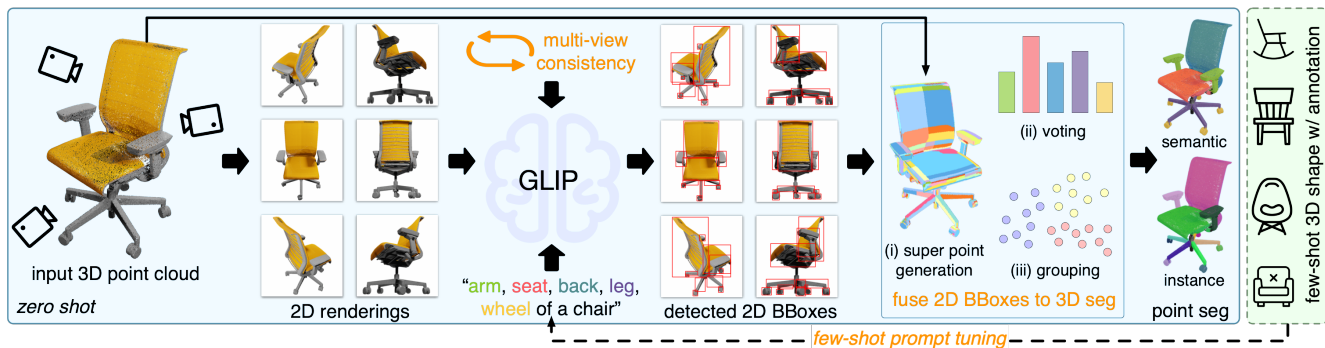 input 3D point cloud
zero shot
2D renderings
multi-view
consistency
GLIP
“arm, seat, back, leg,
wheel of a chair”
detected 2D BBoxes
(i) super point
generation
(ii) voting
(iii) grouping
fuse 2D BBoxes to 3D seg
semantic
instance
point seg
few-shot 3D shape w/ annotation
few-shot prompt tuning